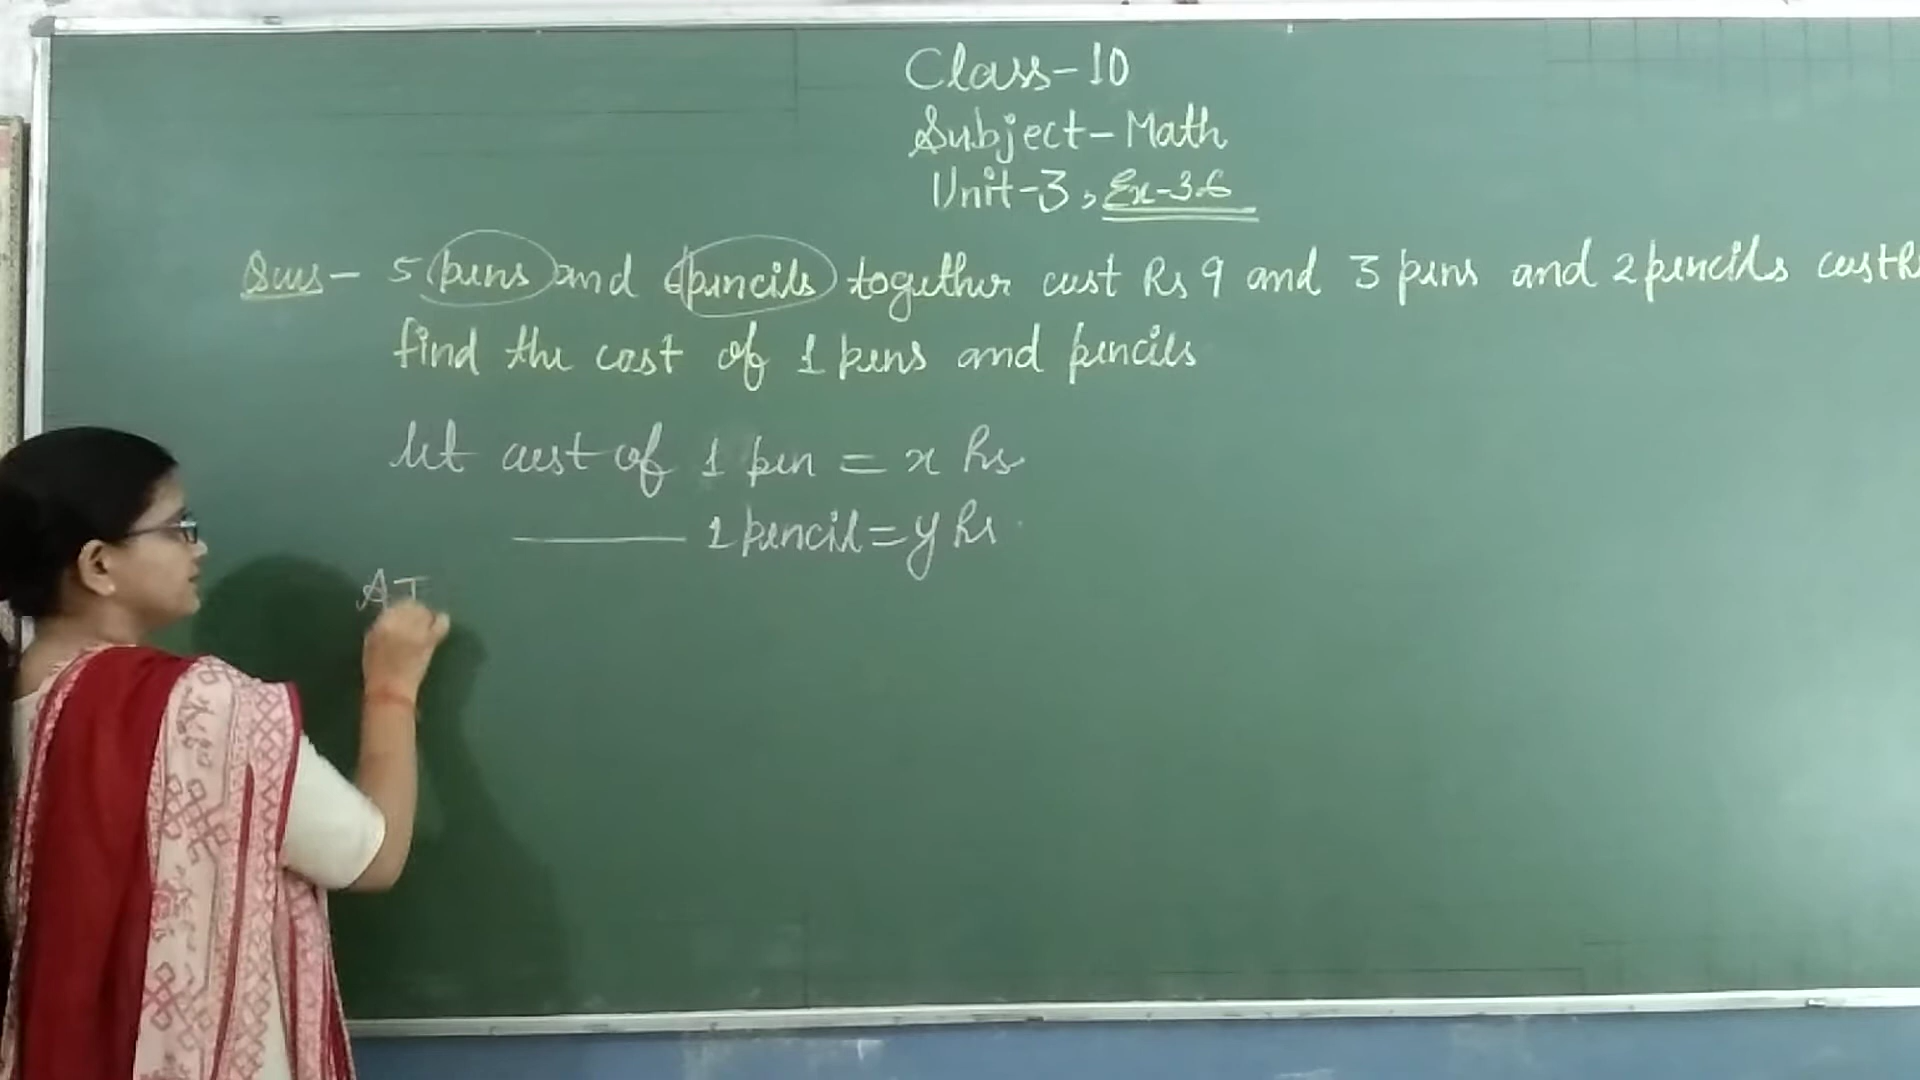 Class-10
Subject-Math
Unit-3, Ex-3.6
Ques- 5 pens and 6 pencils together cost Rs 9 and 3 pens and 2 pencils cost
find the cost of 1 pens and pencils
let cost of 1 pen = x Rs
1 pencil = y Rs